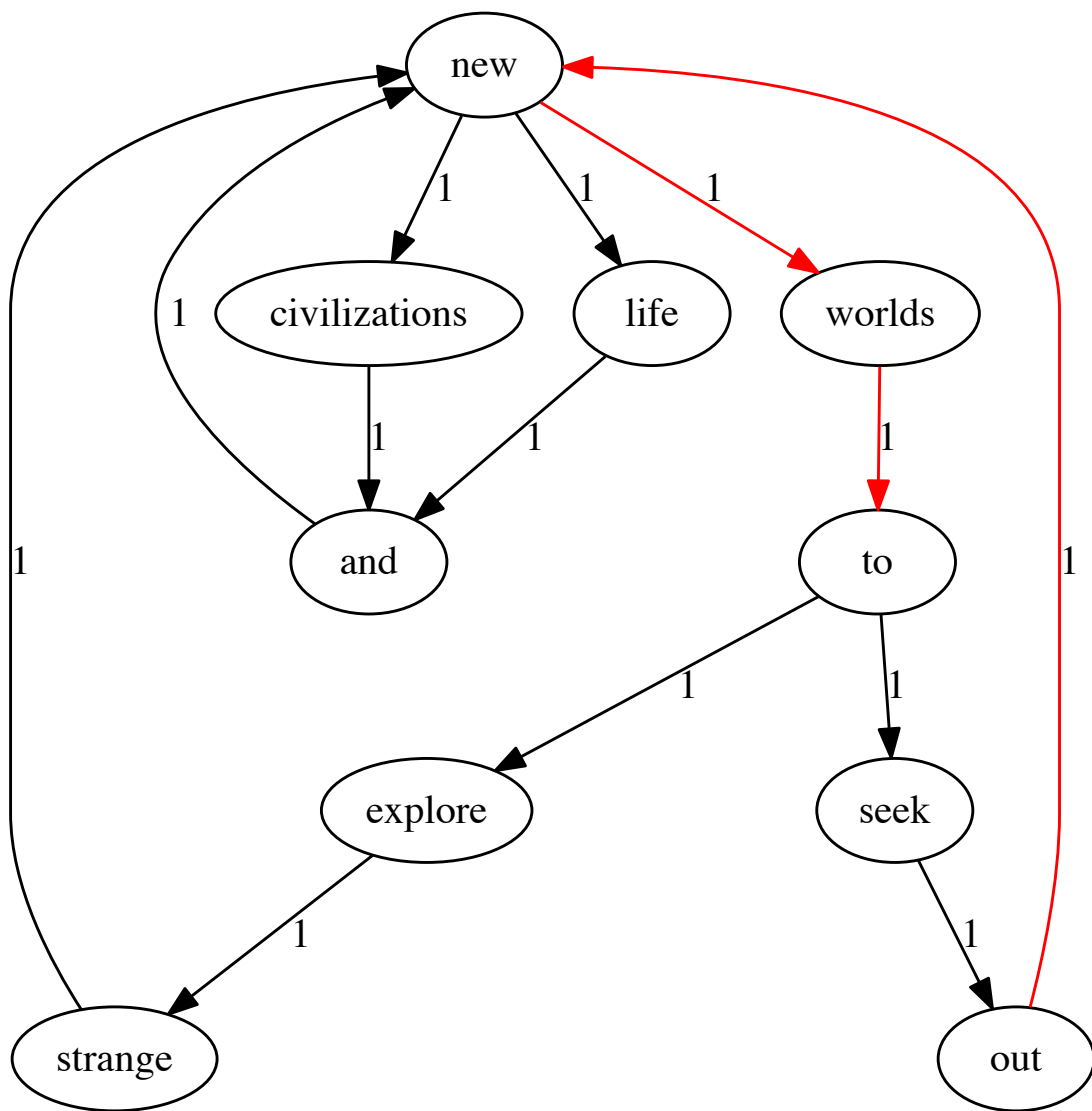 new
1 1 1
civilizations life worlds
1
1 1 1
and to
1 1
1 1
explore seek
1 1
strange out